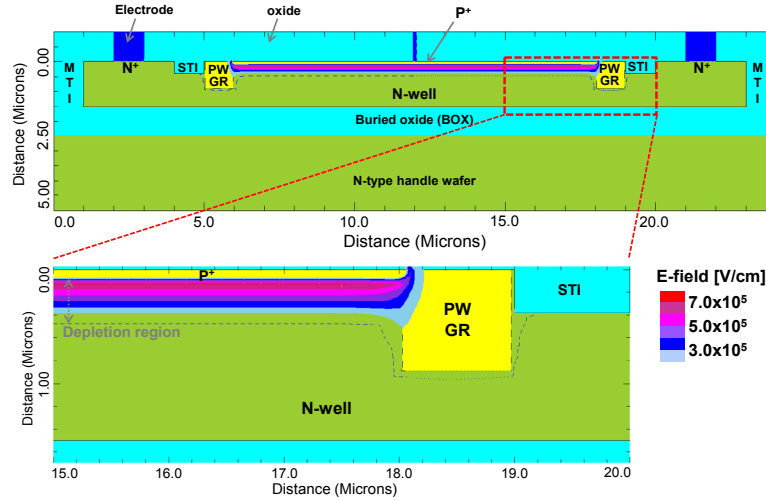 Electrode
oxide
P+
0.00
M
T
I
N+
STI
PW
GR
PW
GR
STI
N+
M
T
I
N-well
Distance (Microns)
2.50
Buried oxide (BOX)
5.00
N-type handle wafer
0.0
5.0
10.0
15.0
20.0
Distance (Microns)
0.00
P+
STI
E-field [V/cm]
7.0x10⁵
5.0x10⁵
3.0x10⁵
PW
GR
Depletion region
Distance (Microns)
1.00
N-well
15.0
16.0
17.0
18.0
19.0
20.0
Distance (Microns)